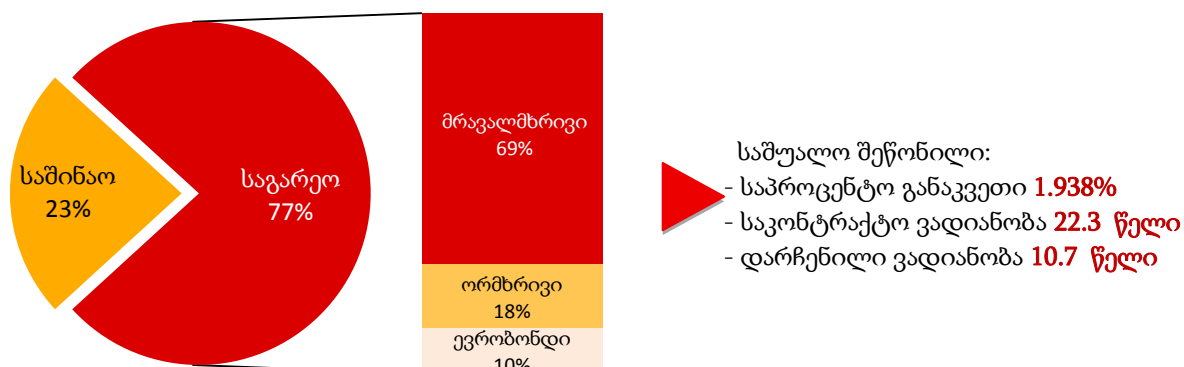 საშინაო
23%
საგარეო
77%
მრავალმხრივი
69%
ორმხრივი
18%
ევრობონდი
10%
საშუალო შეწონილი:
- საპროცენტო განაკვეთი 1.938%
- საკონტრაქტო ვადიანობა 22.3 წელი
- დარჩენილი ვადიანობა 10.7 წელი